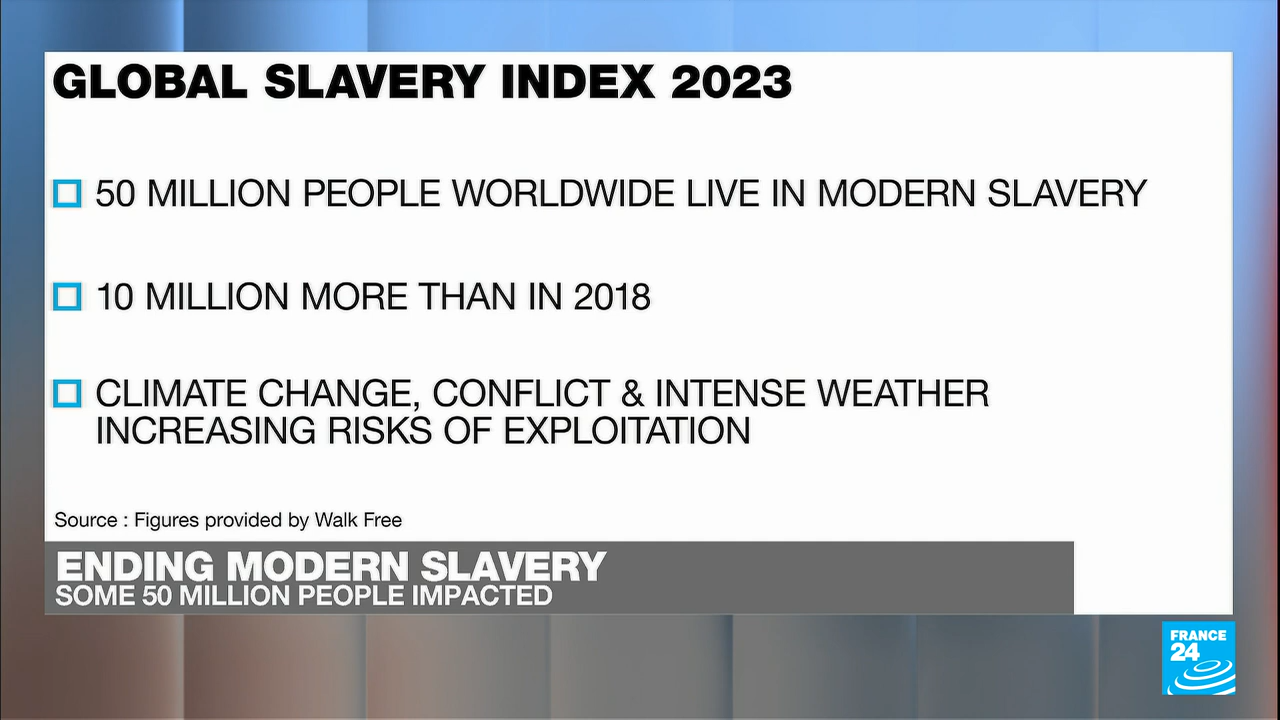 GLOBAL SLAVERY INDEX 2023
50 MILLION PEOPLE WORLDWIDE LIVE IN MODERN SLAVERY
10 MILLION MORE THAN IN 2018
CLIMATE CHANGE, CONFLICT & INTENSE WEATHER
INCREASING RISKS OF EXPLOITATION
Source : Figures provided by Walk Free
ENDING MODERN SLAVERY
SOME 50 MILLION PEOPLE IMPACTED
FRANCE
24